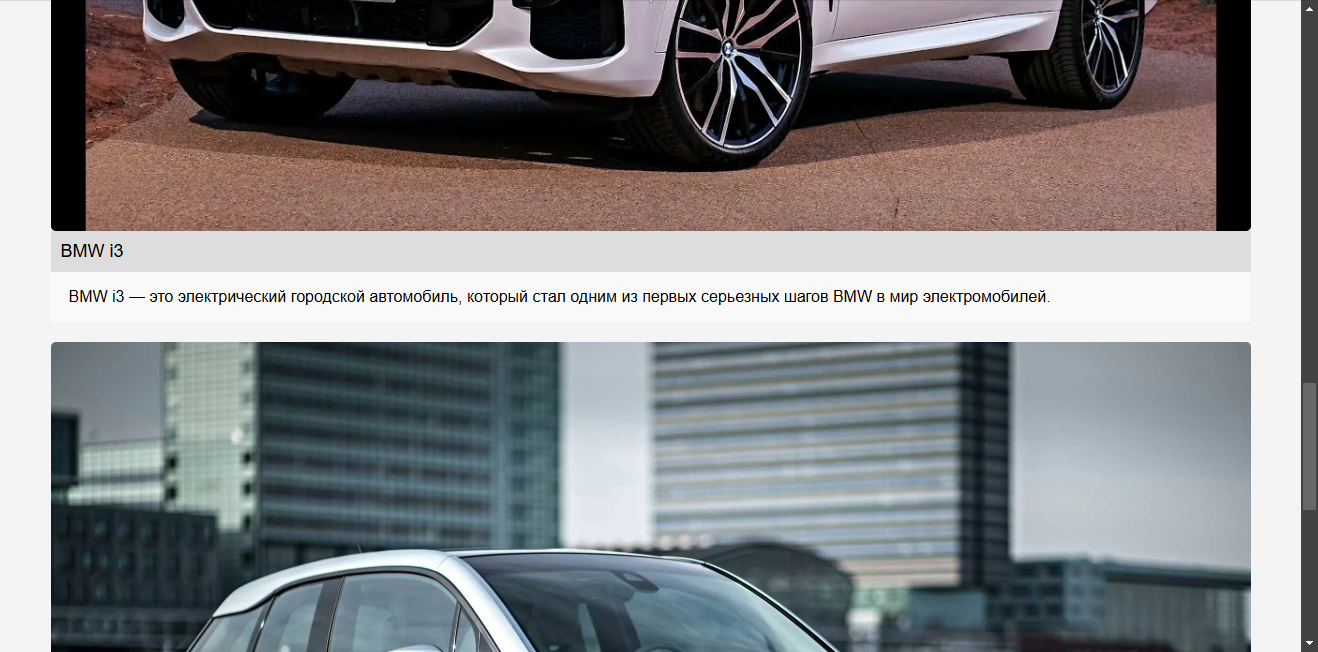 BMW i3
BMW i3 — это электрический городской автомобиль, который стал одним из первых серьезных шагов BMW в мир электромобилей.